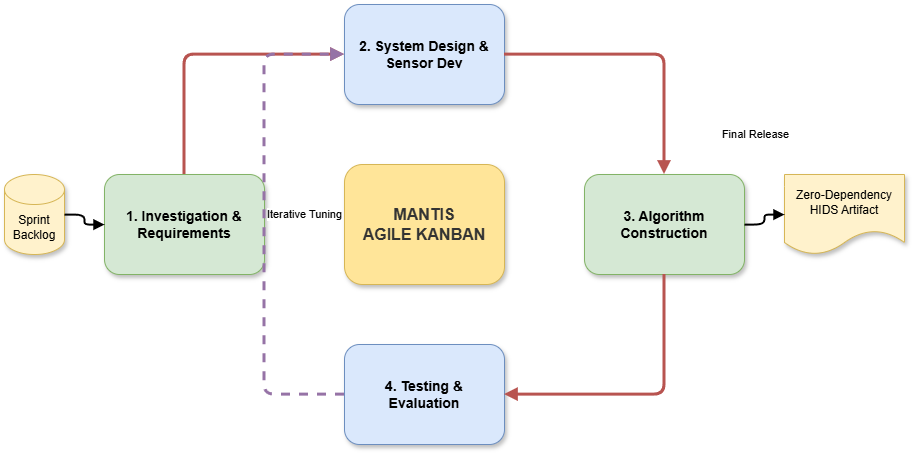 2. System Design &
Sensor Dev
Final Release
Sprint
Backlog
1. Investigation &
Requirements
Iterative Tuning
MANTIS
AGILE KANBAN
3. Algorithm
Construction
Zero-Dependency
HIDS Artifact
4. Testing &
Evaluation